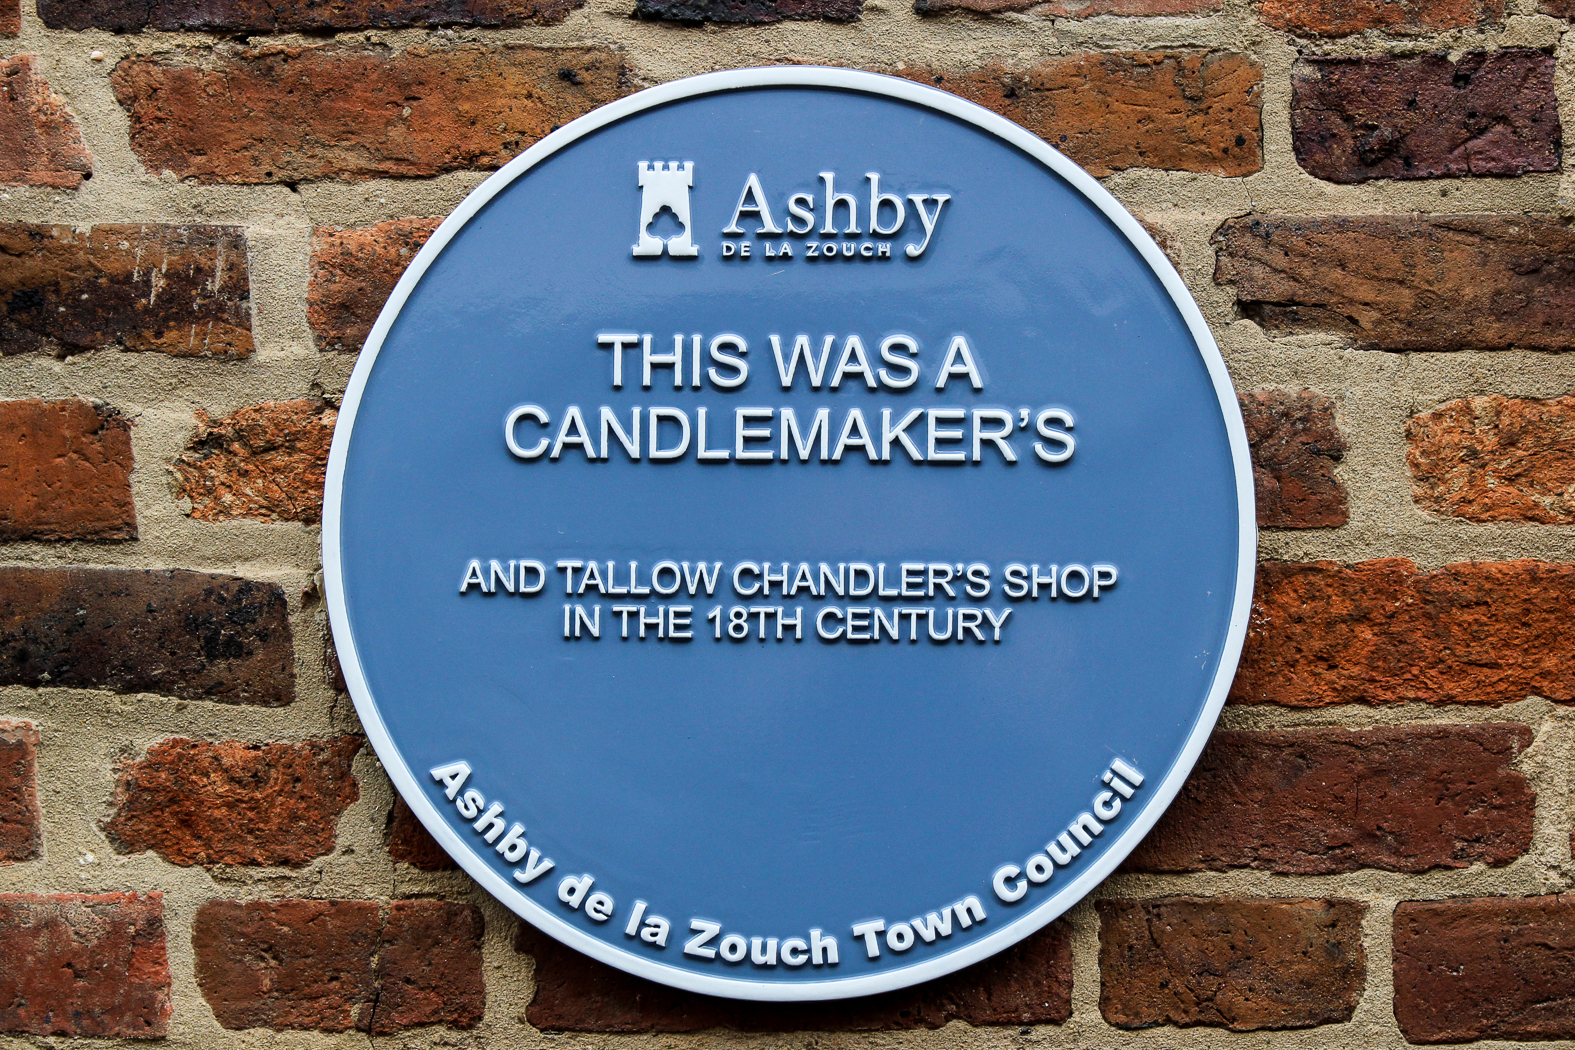 Ashby
DE LA ZOUCH
THIS WAS A
CANDLEMAKER’S
AND TALLOW CHANDLER’S SHOP
IN THE 18TH CENTURY
Ashby de la Zouch Town Council